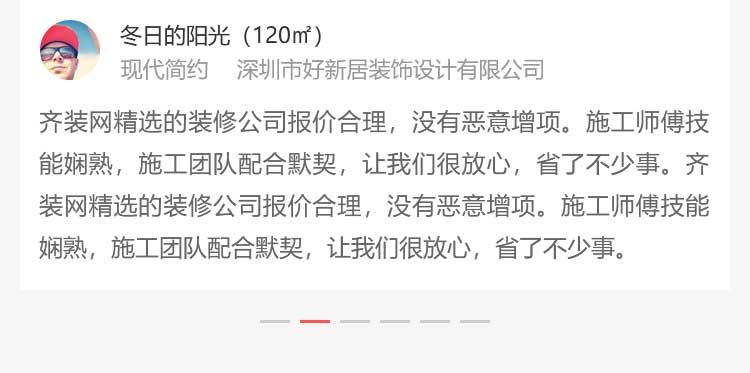 冬日的阳光（120㎡）
现代简约 深圳市好新居装饰设计有限公司
齐装网精选的装修公司报价合理，没有恶意增项。施工师傅技
能娴熟，施工团队配合默契，让我们很放心，省了不少事。齐
装网精选的装修公司报价合理，没有恶意增项。施工师傅技能
娴熟，施工团队配合默契，让我们很放心，省了不少事。